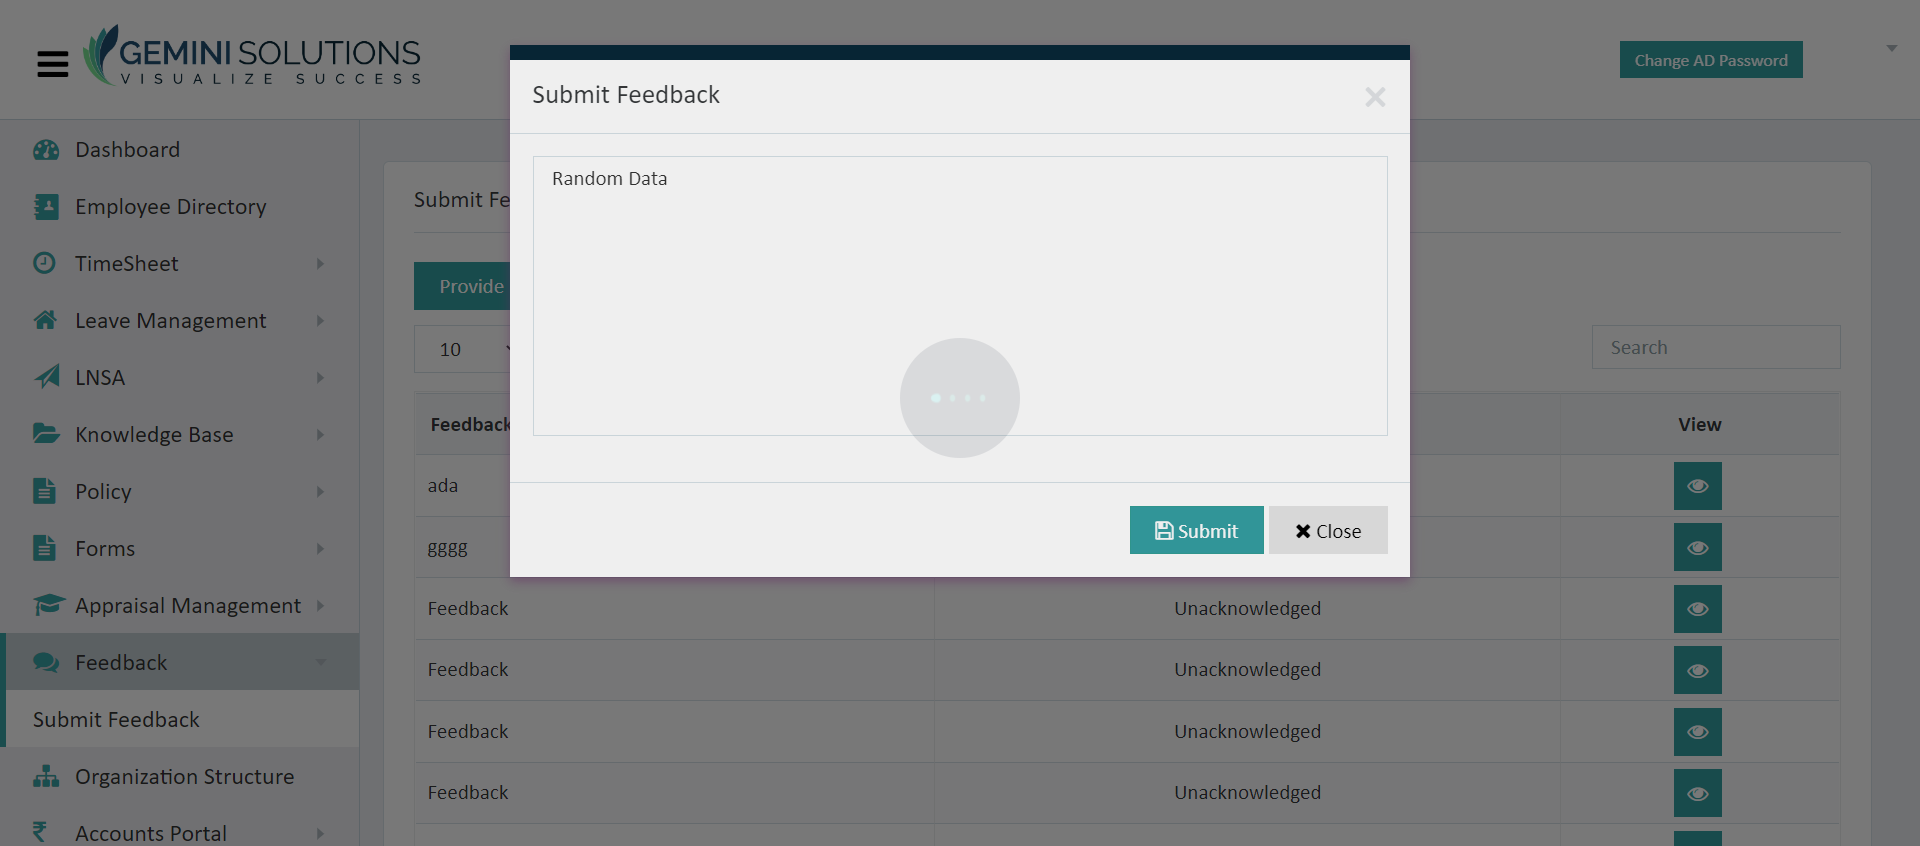 GEMINI SOLUTIONS
VISUALIZE SUCCESS
Change AD Password
Dashboard
Employee Directory
TimeSheet
Leave Management
LNSA
Knowledge Base
Policy
Forms
Appraisal Management
Feedback
Submit Feedback
Organization Structure
Accounts Portal
Submit Fe
Provide
10
Search
Feedback
View
ada
gggg
Feedback Unacknowledged
Feedback Unacknowledged
Feedback Unacknowledged
Feedback Unacknowledged
Submit Feedback
Random Data
Submit
Close